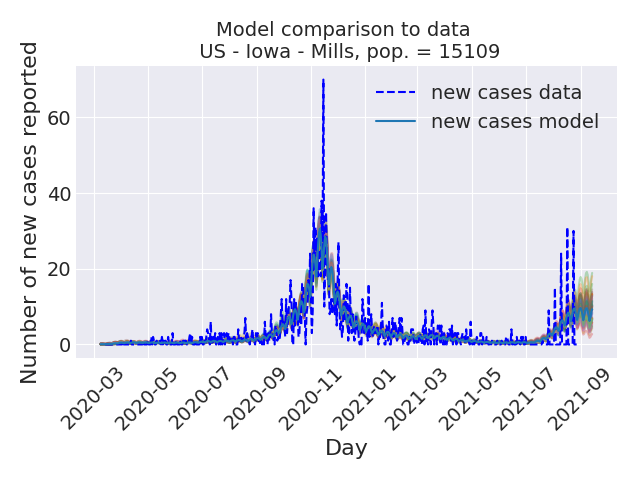 Model comparison to data
US - Iowa - Mills, pop. = 15109
Number of new cases reported
new cases data
new cases model
60
40
20
0
2020-03
2020-05
2020-07
2020-09
2020-11
2021-01
2021-03
2021-05
2021-07
2021-09
Day